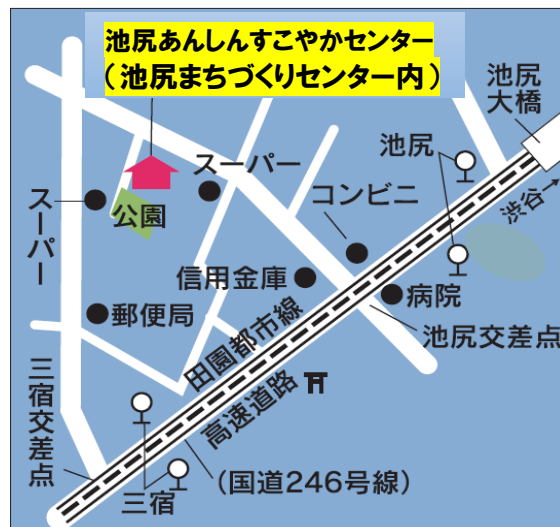 池尻あんしんすこやかセンター
（池尻まちづくりセンター内）
池尻
大橋
池尻
スーパー
コンビニ
渋谷→
スーパー
公園
信用金庫
病院
郵便局
田園都市線
池尻交差点
高速道路
三宿交差点
三宿
（国道246号線）